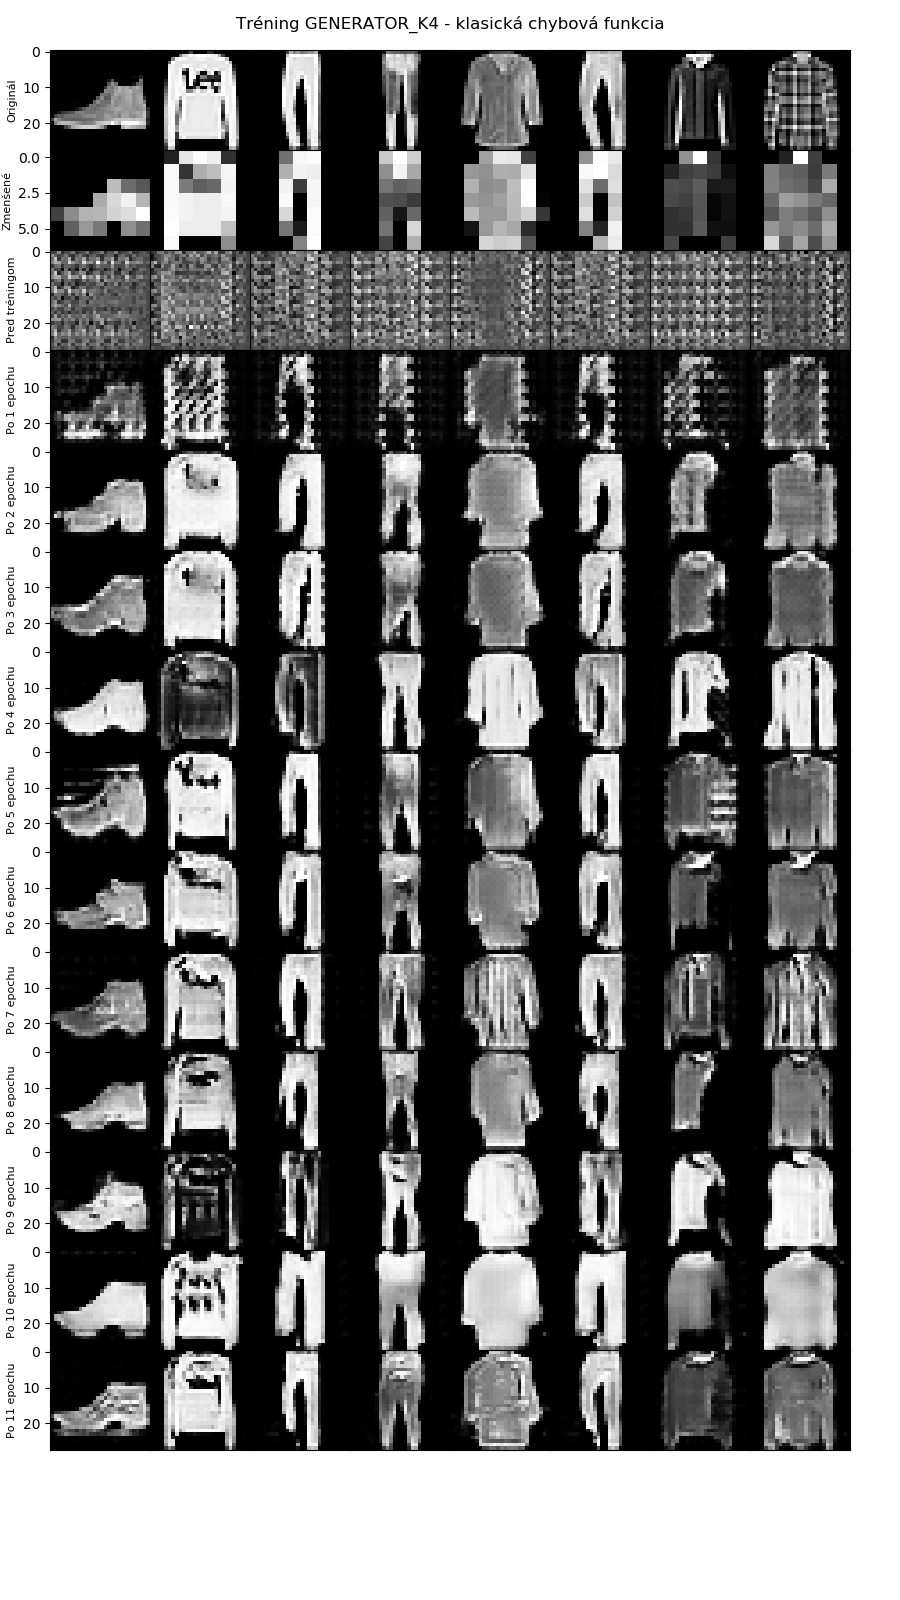 Tréning GENERATOR_K4 - klasická chybová funkcia
0
10
20
Originál
Lee
0.0
2.5
5.0
Zmenšené
0
10
20
Pred tréningom
0
10
20
Po 1 epochu
0
10
20
Po 2 epochu
0
10
20
Po 3 epochu
0
10
20
Po 4 epochu
0
10
20
Po 5 epochu
0
10
20
Po 6 epochu
0
10
20
Po 7 epochu
0
10
20
Po 8 epochu
0
10
20
Po 9 epochu
0
10
20
Po 10 epochu
0
10
20
Po 11 epochu